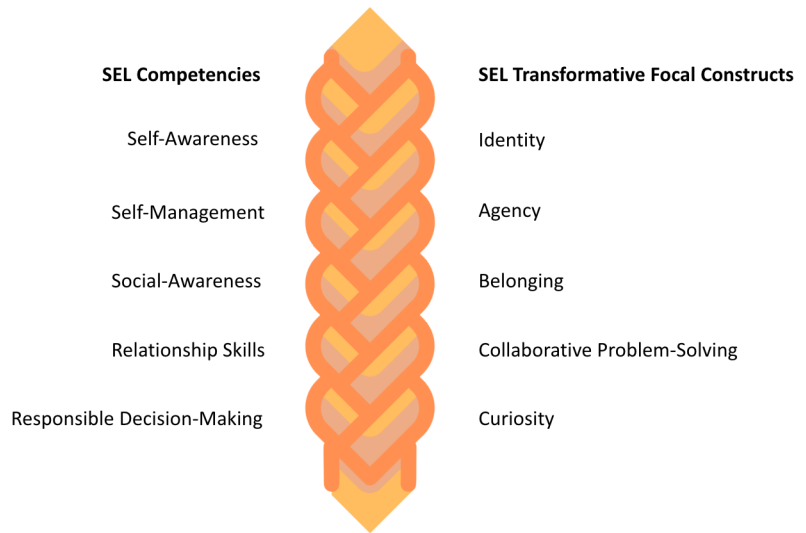 SEL Competencies
SEL Transformative Focal Constructs
Self-Awareness
Identity
Self-Management
Agency
Social-Awareness
Belonging
Relationship Skills
Collaborative Problem-Solving
Responsible Decision-Making
Curiosity